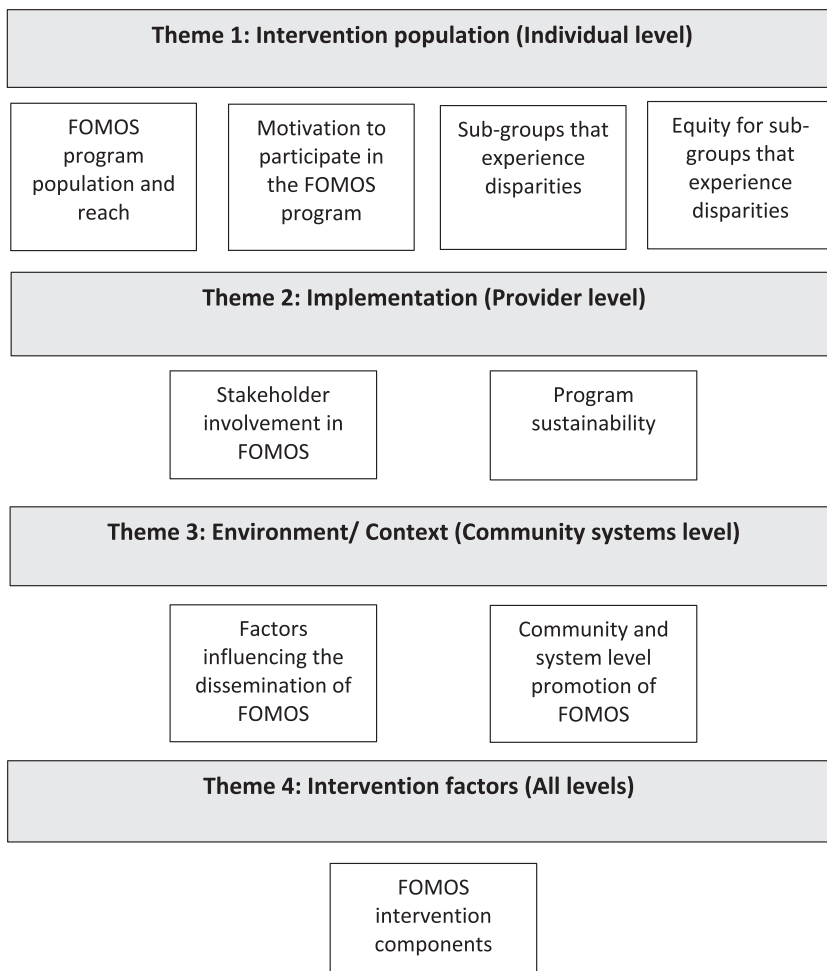 Theme 1: Intervention population (Individual level)
FOMOS
program
population and
reach
Motivation to
participate in
the FOMOS
program
Sub-groups that
experience
disparities
Equity for sub-
groups that
experience
disparities
Theme 2: Implementation (Provider level)
Stakeholder
involvement in
FOMOS
Program
sustainability
Theme 3: Environment/ Context (Community systems level)
Factors
influencing the
dissemination of
FOMOS
Community and
system level
promotion of
FOMOS
Theme 4: Intervention factors (All levels)
FOMOS
intervention
components